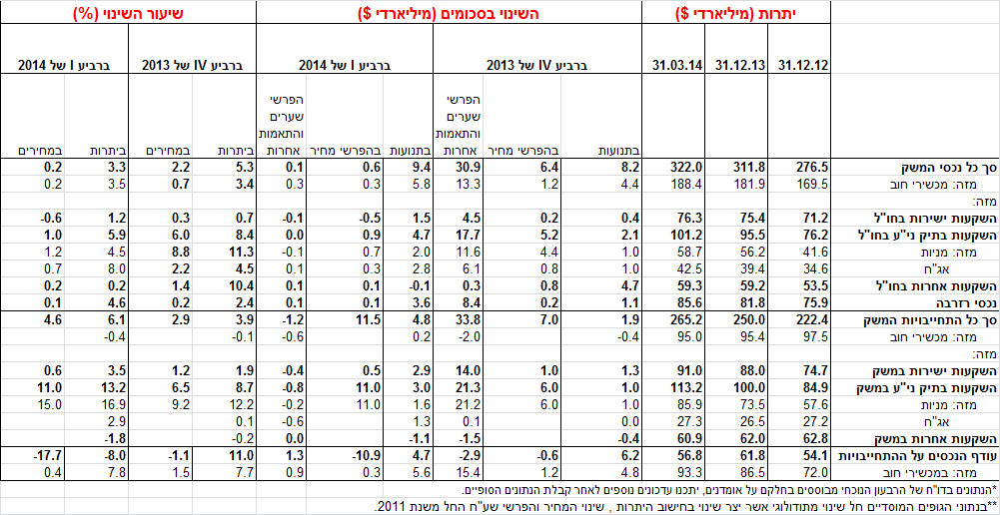 יתרות (מיליארדי $) השינוי בסכומים (מיליארדי $) שיעור השינוי (%)
31.12.12 31.12.13 31.03.14 ברביע IV של 2013 ברביע I של 2014 ברביע IV של 2013 ברביע I של 2014
הפרשי הפרשי
שערים שערים
והתאמות והתאמות
בתנועות בהפרשי מחיר אחרות בתנועות בהפרשי מחיר אחרות ביתרות במחירים ביתרות במחירים
סך כל נכסי המשק 276.5 311.8 322.0 8.2 6.4 30.9 9.4 0.6 0.1 5.3 2.2 3.3 0.2
מזה: מכשירי חוב 169.5 181.9 188.4 4.4 1.2 13.3 5.8 0.3 0.3 3.4 0.7 3.5 0.2
מזה:
השקעות ישירות בחו"ל 71.2 75.4 76.3 0.4 0.2 4.5 1.5 -0.5 -0.1 0.7 0.3 1.2 -0.6
השקעות בתיק ני"ע בחו"ל 76.2 95.5 101.2 2.1 5.2 17.7 4.7 0.9 0.0 8.4 6.0 5.9 1.0
מזה: מניות 41.6 56.2 58.7 1.0 4.4 11.6 2.0 0.7 -0.1 11.3 8.8 4.5 1.2
אג"ח 34.6 39.4 42.5 1.0 0.8 6.1 2.8 0.3 0.1 4.5 2.2 8.0 0.7
השקעות אחרות בחו"ל 53.5 59.2 59.3 4.7 0.8 0.3 -0.1 0.1 0.1 10.4 1.4 0.2 0.2
נכסי רזרבה 75.9 81.8 85.6 1.1 0.2 8.4 3.6 0.1 0.1 2.4 0.2 4.6 0.1
סך כל התחייבויות המשק 222.4 250.0 265.2 1.9 7.0 33.8 4.8 11.5 -1.2 3.9 2.9 6.1 4.6
מזה: מכשירי חוב 97.5 95.4 95.0 -0.4 -2.0 0.2 -0.6 -0.1 -0.4
מזה:
השקעות ישירות במשק 74.7 88.0 91.0 1.3 1.0 14.0 2.9 0.5 -0.4 1.9 1.2 3.5 0.6
השקעות בתיק ני"ע במשק 84.9 100.0 113.2 1.0 6.0 21.3 3.0 11.0 -0.8 8.7 6.5 13.2 11.0
מזה: מניות 57.6 73.5 85.9 1.0 6.0 21.2 1.6 11.0 -0.2 12.2 9.2 16.9 15.0
אג"ח 27.2 26.5 27.3 0.0 0.1 1.3 -0.6 0.1 2.9
השקעות אחרות במשק 62.8 62.0 60.9 -0.4 -1.5 -1.1 0.0 -0.2 -1.8
עודף הנכסים על ההתחייבויות 54.1 61.8 56.8 6.2 -0.6 -2.9 4.7 -10.9 1.3 11.0 -1.1 -8.0 -17.7
מזה: במכשירי חוב 72.0 86.5 93.3 4.8 1.2 15.4 5.6 0.3 0.9 7.7 1.5 7.8 0.4
*הנתונים בדו"ח של הרבעון הנוכחי מבוססים בחלקם על אומדנים, יתכנו עדכונים נוספים לאחר קבלת הנתונים הסופיים.
**בנתוני הגופים המוסדיים חל שינוי מתודולוגי אשר יצר שינוי בחישוב היתרות , שינוי המחיר והפרשי שע"ח החל משנת 2011.